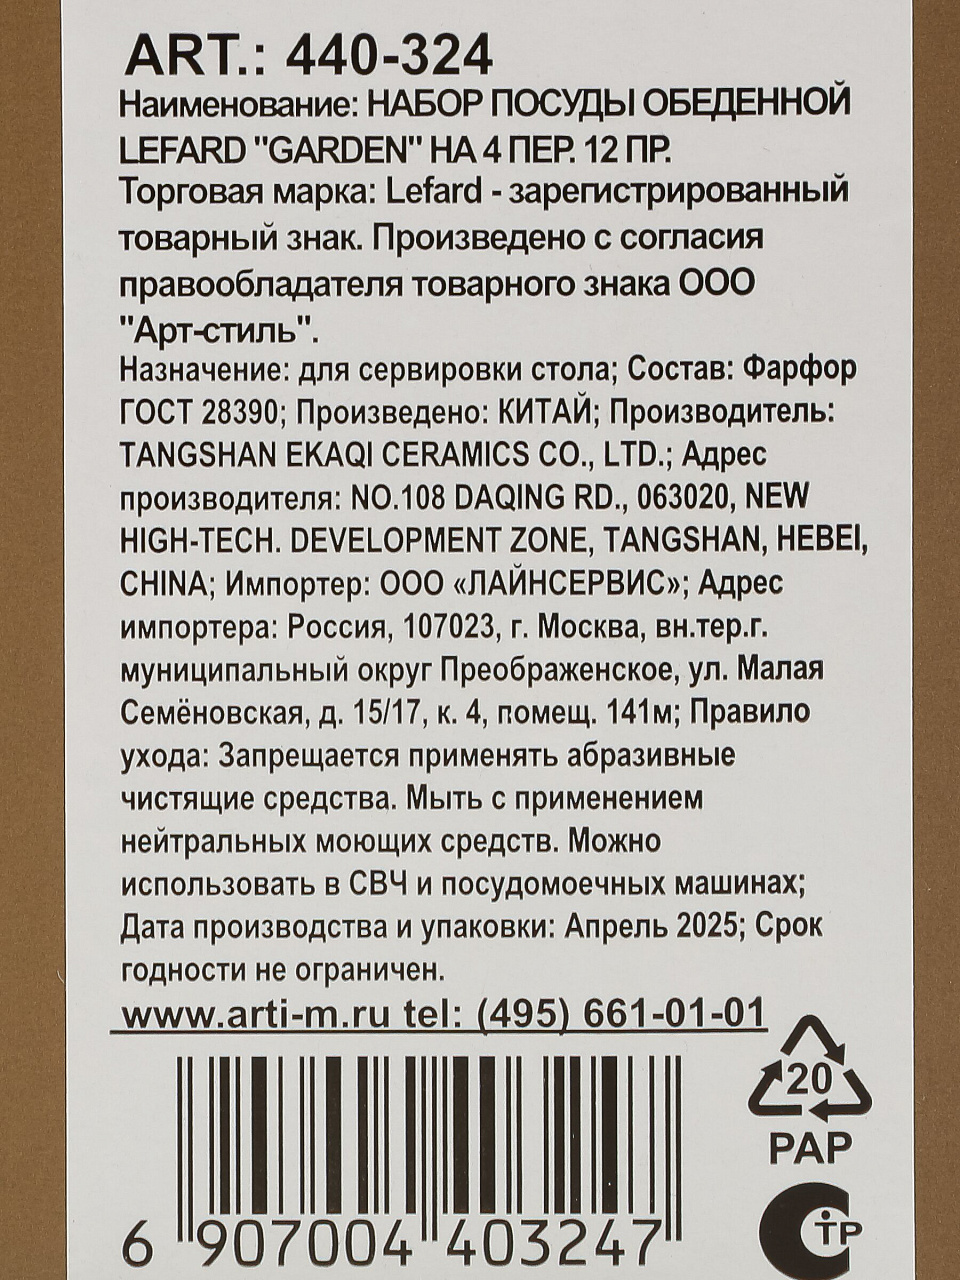 ART.: 440-324
Наименование: НАБОР ПОСУДЫ ОБЕДЕННОЙ
LEFARD "GARDEN" НА 4 ПЕР. 12 ПР.
Торговая марка: Lefard - зарегистрированный
товарный знак. Произведено с согласия
правообладателя товарного знака ООО
"Арт-стиль".
Назначение: для сервировки стола; Состав: Фарфор
ГОСТ 28390; Произведено: КИТАЙ; Производитель:
TANGSHAN EKAQI CERAMICS CO., LTD.; Адрес
производителя: NO.108 DAQING RD., 063020, NEW
HIGH-TECH. DEVELOPMENT ZONE, TANGSHAN, HEBEI,
CHINA; Импортер: ООО «ЛАЙНСЕРВИС»; Адрес
импортера: Россия, 107023, г. Москва, вн.тер.г.
муниципальный округ Преображенское, ул. Малая
Семёновская, д. 15/17, к. 4, помещ. 141м; Правило
ухода: Запрещается применять абразивные
чистящие средства. Мыть с применением
нейтральных моющих средств. Можно
использовать в СВЧ и посудомоечных машинах;
Дата производства и упаковки: Апрель 2025; Срок
годности не ограничен.
www.arti-m.ru tel: (495) 661-01-01
20
PAP
6 907004 403247
ТР